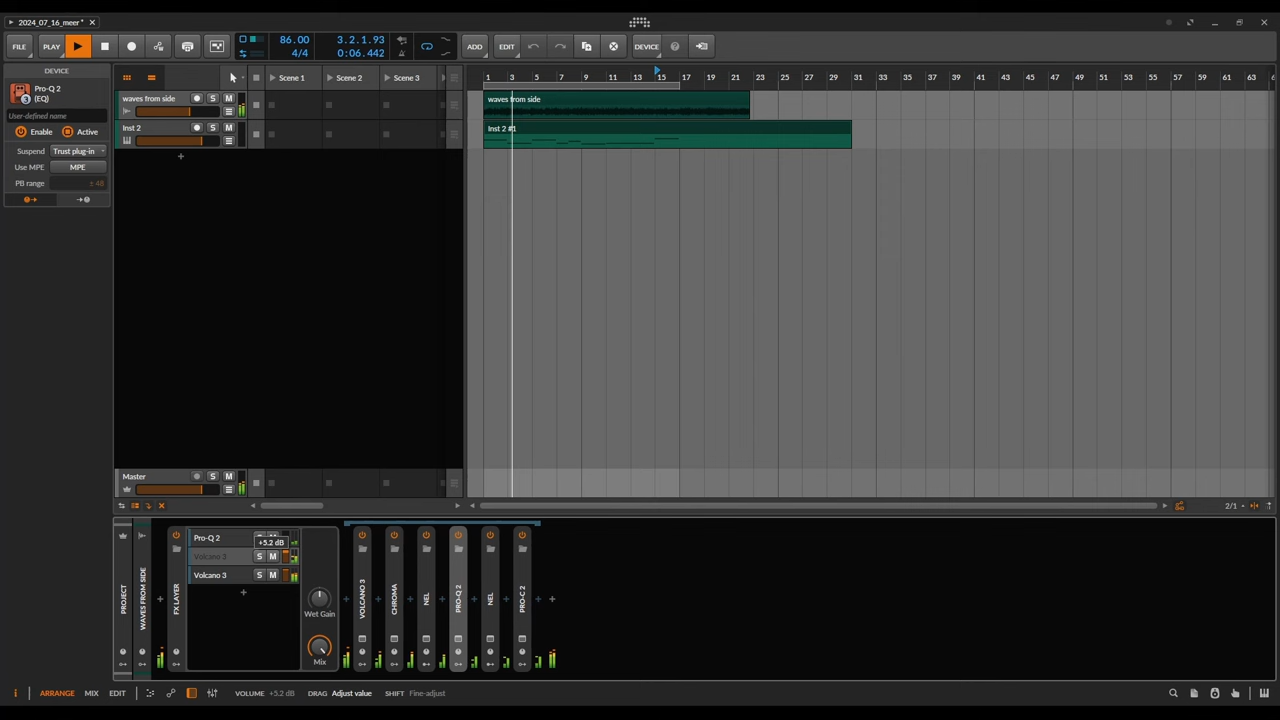 2024_07_16_meer*
FILE PLAY 86.00 3.2.1.93 ADD EDIT DEVICE
4/4 0:06.442
DEVICE
Pro-Q 2
(EQ)
User-defined name
Enable Active
Suspend Trust plug-in
Use MPE MPE
PB range ± 48
Scene 1 Scene 2 Scene 3
1 3 5 7 9 11 13 15 17 19 21 23 25 27 29 31 33 35 37 39 41 43 45 47 49 51 53 55 57 59 61 63
waves from side S M
waves from side
Inst 2 S M
Inst 2 #1
Master S M
2/1
PROJECT
WAVES FROM SIDE
FX LAYER
Pro-Q 2
+5.2 dB
Volcano 3 S M
Volcano 3 S M
Wet Gain
Mix
VOLCANO 3
CHROMA
NEL
PRO-Q 2
NEL
PRO-C 2
ARRANGE MIX EDIT VOLUME +5.2 dB DRAG Adjust value SHIFT Fine-adjust